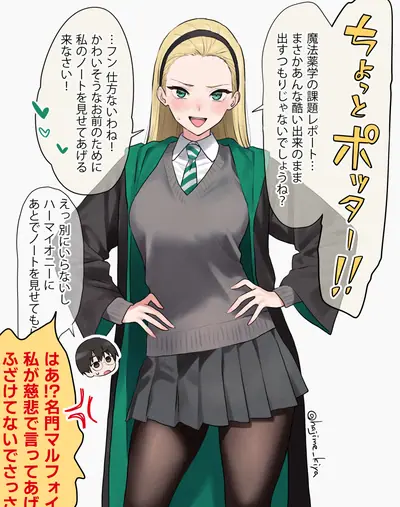 ちょっと
ポッター!!
魔法薬学の課題レポート…
まさかあんな酷い出来のまま
出すつもりじゃないでしょうね?
…フン 仕方ないわね!
かわいそうなお前のために
私のノートを見せてあげる
来なさい!
えっ別にいらないし
ハーマイオニーに
あとでノートを見せても
はあ!?名門マルフォイ
私が慈悲で言ってあげ
ふざけてないでさっさ
@hajime_kiya